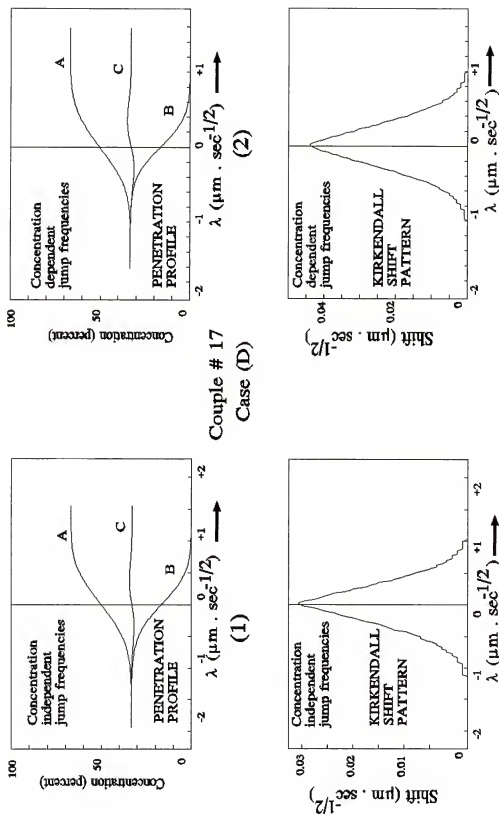 100
50
0
Concentration (percent)
Concentration
independent
jump frequencies
PENETRATION
PROFILE
A
C
B
-2
-1
0
+1
+2
λ (µm . sec-1/2)
(1)
100
50
0
Concentration (percent)
Concentration
dependent
jump frequencies
PENETRATION
PROFILE
A
C
B
-2
-1
0
+1
λ (µm . sec-1/2)
(2)
Couple # 17
Case (D)
0.03
0.02
0.01
0
Shift (µm . sec-1/2)
Concentration
independent
jump frequencies
KIRKENDALL
SHIFT
PATTERN
-2
-1
0
+1
+2
λ (µm . sec-1/2)
0.04
0.02
0
Shift (µm . sec-1/2)
Concentration
dependent
jump frequencies
KIRKENDALL
SHIFT
PATTERN
-2
-1
0
+1
λ (µm . sec-1/2)